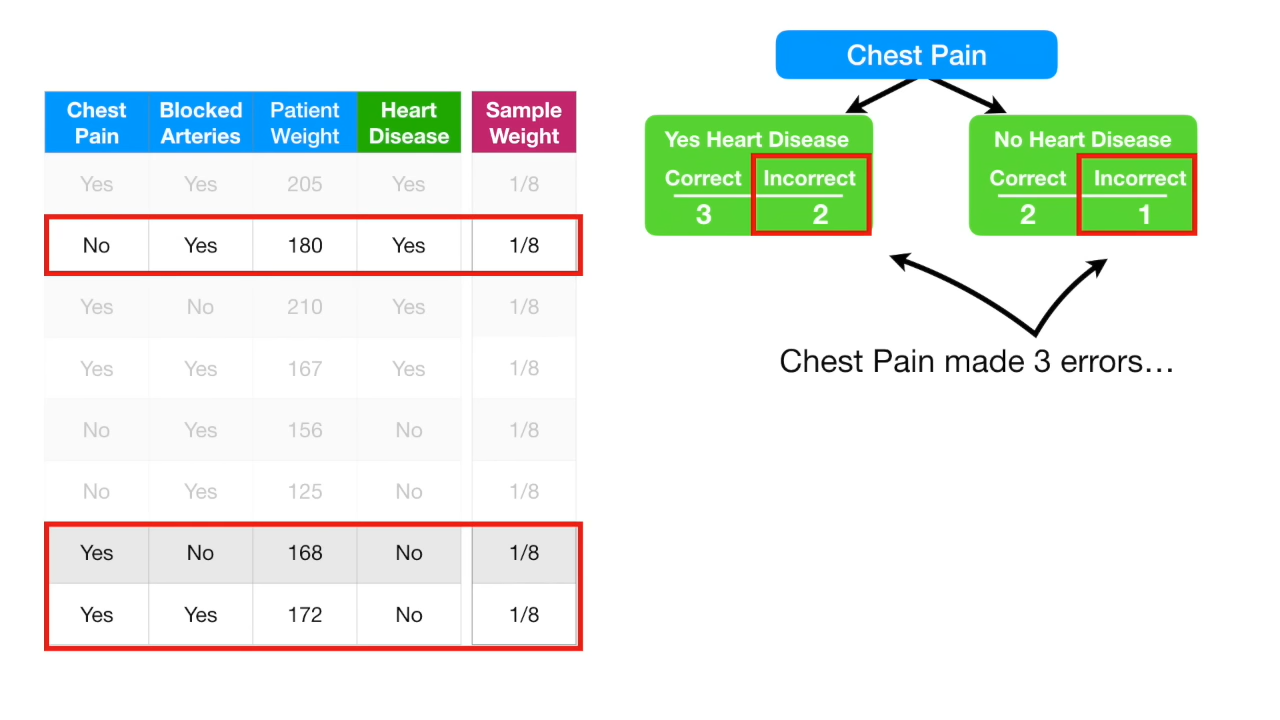 Chest Pain
Blocked Arteries
Patient Weight
Heart Disease
Sample Weight
Yes Yes 205 Yes 1/8
No Yes 180 Yes 1/8
Yes No 210 Yes 1/8
Yes Yes 167 Yes 1/8
No Yes 156 No 1/8
No Yes 125 No 1/8
Yes No 168 No 1/8
Yes Yes 172 No 1/8
Chest Pain
Yes Heart Disease
Correct Incorrect
3 2
No Heart Disease
Correct Incorrect
2 1
Chest Pain made 3 errors…